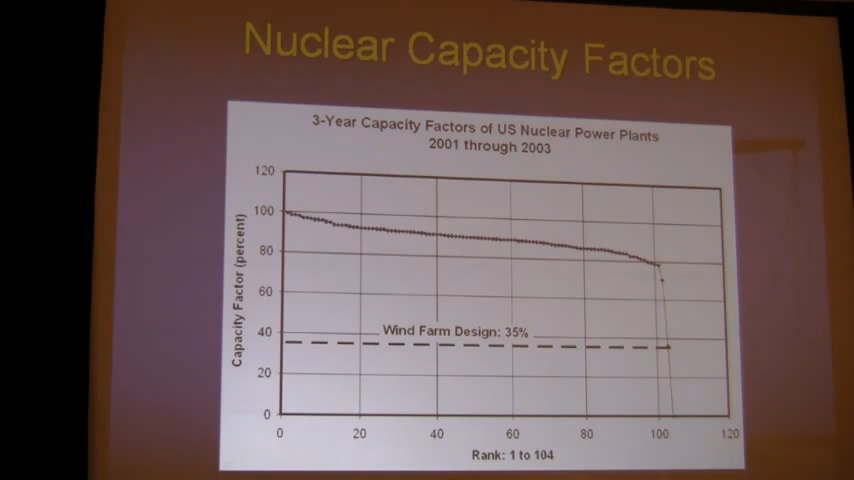 Nuclear Capacity Factors
3-Year Capacity Factors of US Nuclear Power Plants
2001 through 2003
120
100
80
60
40
20
0
Capacity Factor (percent)
Wind Farm Design: 35%
0 20 40 60 80 100 120
Rank: 1 to 104